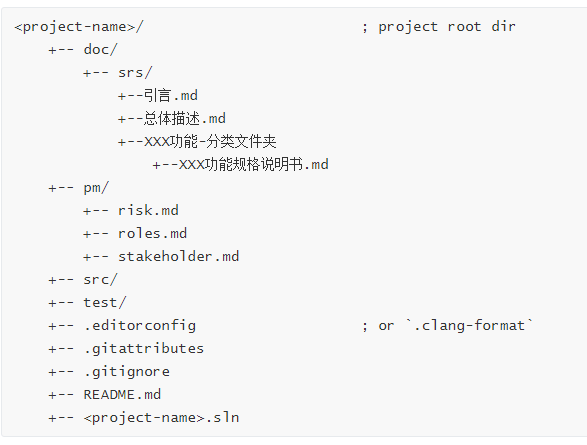 <project-name>/                         ; project root dir
    +-- doc/
        +-- srs/
            +--引言.md
            +--总体描述.md
            +--XXX功能-分类文件夹
                +--XXX功能规格说明书.md
    +-- pm/
        +-- risk.md
        +-- roles.md
        +-- stakeholder.md
    +-- src/
    +-- test/
    +-- .editorconfig                   ; or `.clang-format`
    +-- .gitattributes
    +-- .gitignore
    +-- README.md
    +-- <project-name>.sln